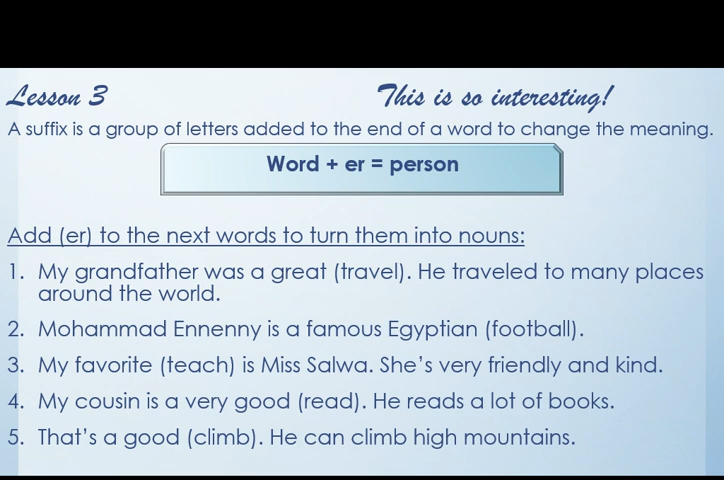 Lesson 3 This is so interesting!
A suffix is a group of letters added to the end of a word to change the meaning.
Word + er = person
Add (er) to the next words to turn them into nouns:
1. My grandfather was a great (travel). He traveled to many places
around the world.
2. Mohammad Ennenny is a famous Egyptian (football).
3. My favorite (teach) is Miss Salwa. She's very friendly and kind.
4. My cousin is a very good (read). He reads a lot of books.
5. That's a good (climb). He can climb high mountains.